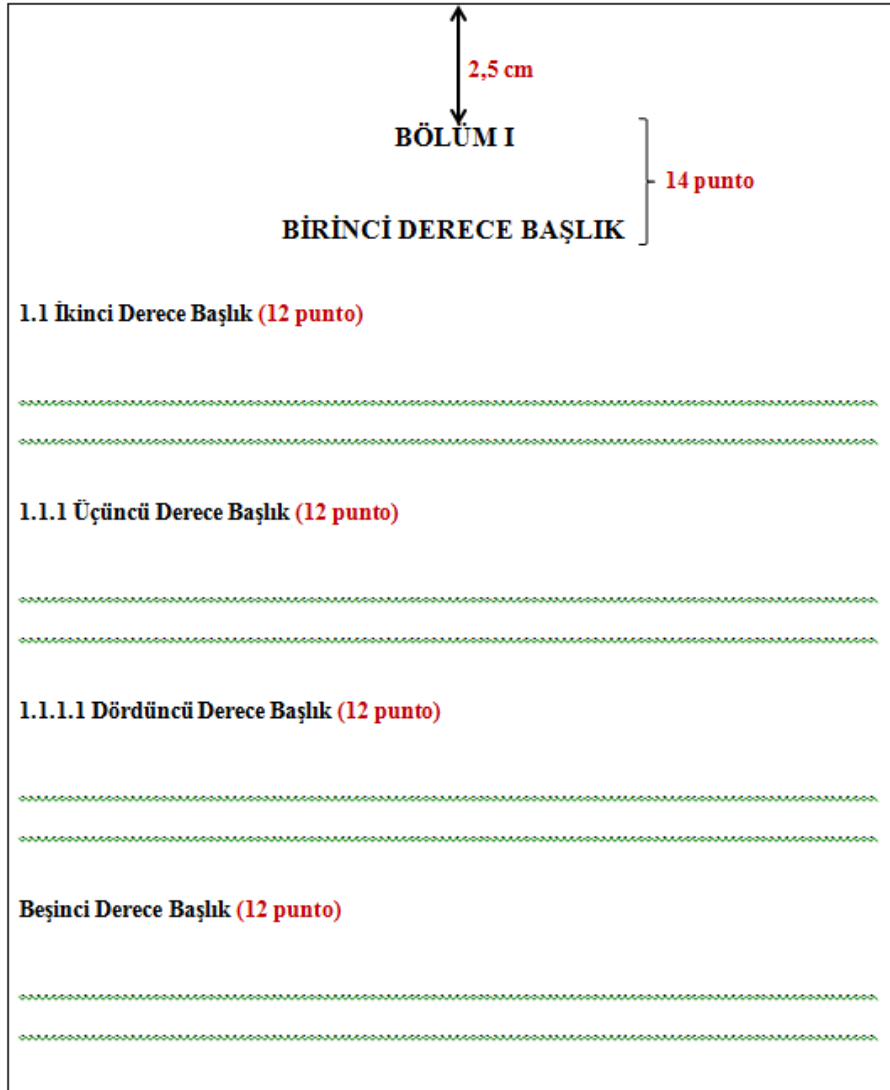 2,5 cm
BÖLÜM I
14 punto
BİRİNCİ DERECE BAŞLIK
1.1 İkinci Derece Başlık (12 punto)
1.1.1 Üçüncü Derece Başlık (12 punto)
1.1.1.1 Dördüncü Derece Başlık (12 punto)
Beşinci Derece Başlık (12 punto)